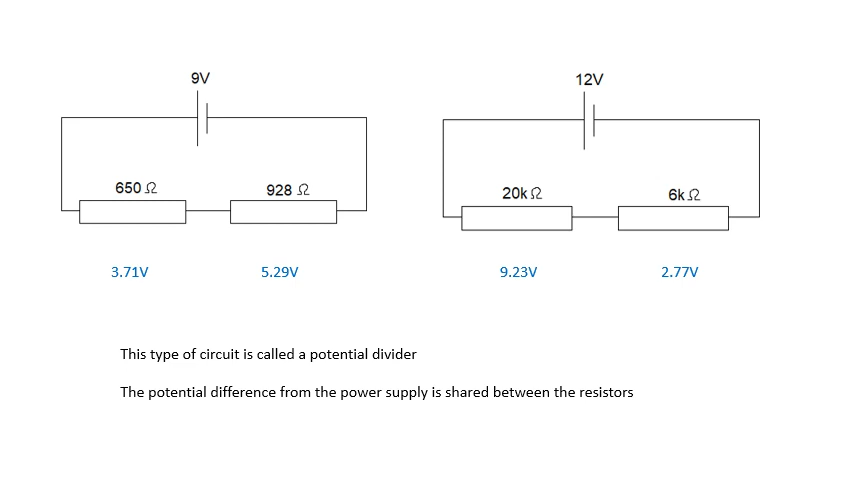 9V
650 Ω
928 Ω
3.71V
5.29V
12V
20k Ω
6k Ω
9.23V
2.77V
This type of circuit is called a potential divider
The potential difference from the power supply is shared between the resistors